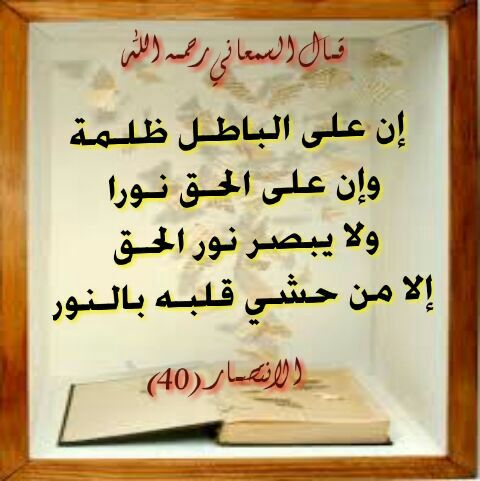 قال السمعاني رحمه الله
إن على الباطل ظلمة
وإن على الحق نورا
ولا يبصر نور الحق
إلا من حشي قلبه بالنور
الانتصار (40)